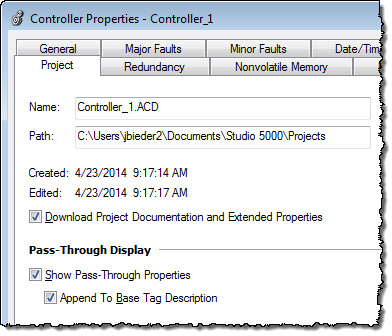 Controller Properties - Controller_1
General Major Faults Minor Faults Date/Tim
Project Redundancy Nonvolatile Memory
Name: Controller_1.ACD
Path: C:\Users\jbieder2\Documents\Studio 5000\Projects
Created: 4/23/2014 9:17:14 AM
Edited: 4/23/2014 9:17:17 AM
Download Project Documentation and Extended Properties
Pass-Through Display
Show Pass-Through Properties
Append To Base Tag Description